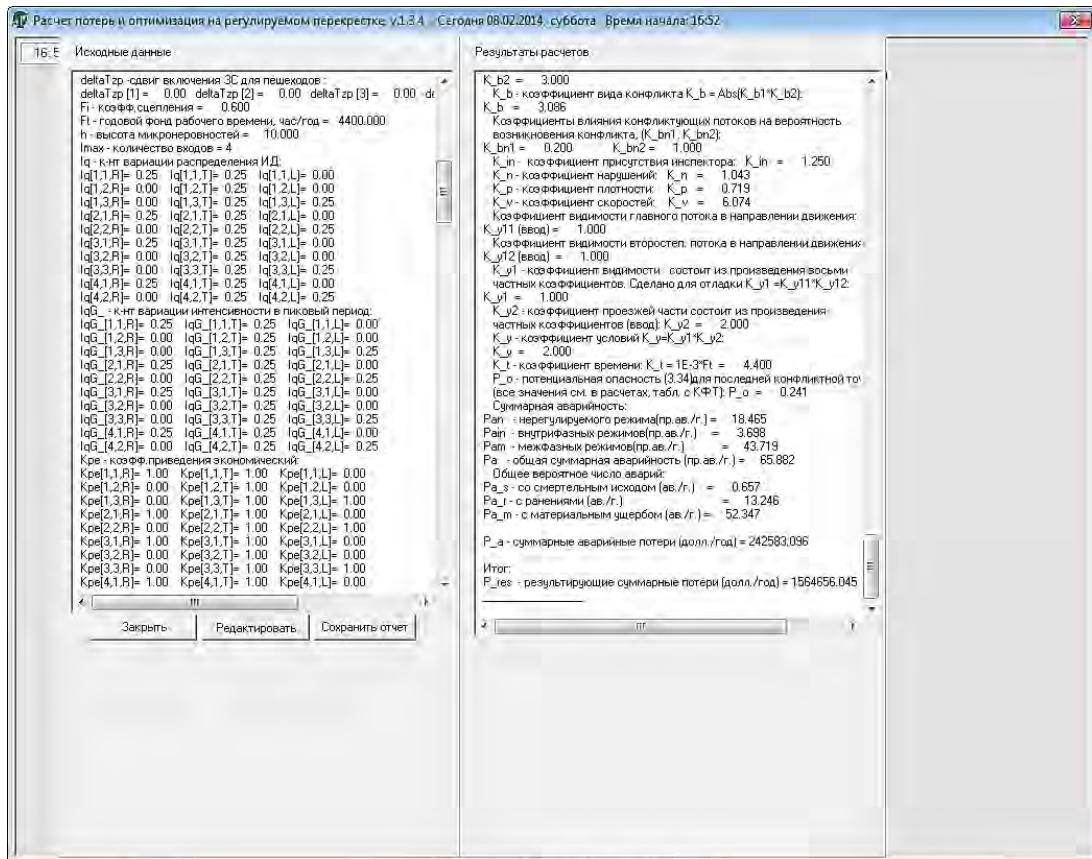 Расчет потерь и оптимизация на регулируемом перекрестке, v.1.3.4 Сегодня 08.02.2014, суббота Время начала: 16:52
16:5
Исходные данные
deltaTzp -сдвиг включения ЗС для пешеходов :
deltaTzp [1] = 0.00 deltaTzp [2] = 0.00 deltaTzp [3] = 0.00
Fi - коэфф,сцепления = 0.600
Ft - годовой фонд рабочего времени, час/год = 4400.000
h - высота микронеровностей = 10.000
Imax - количество входов = 4
Iq - к-нт вариации распределения ИД:
Iq[1,1,R]= 0.25 Iq[1,1,T]= 0.25 Iq[1,1,L]= 0.00
Iq[1,2,R]= 0.00 Iq[1,2,T]= 0.25 Iq[1,2,L]= 0.00
Iq[1,3,R]= 0.00 Iq[1,3,T]= 0.25 Iq[1,3,L]= 0.25
Iq[2,1,R]= 0.25 Iq[2,1,T]= 0.25 Iq[2,1,L]= 0.00
Iq[2,2,R]= 0.00 Iq[2,2,T]= 0.25 Iq[2,2,L]= 0.25
Iq[3,1,R]= 0.25 Iq[3,1,T]= 0.25 Iq[3,1,L]= 0.00
Iq[3,2,R]= 0.00 Iq[3,2,T]= 0.25 Iq[3,2,L]= 0.00
Iq[3,3,R]= 0.00 Iq[3,3,T]= 0.25 Iq[3,3,L]= 0.25
Iq[4,1,R]= 0.25 Iq[4,1,T]= 0.25 Iq[4,1,L]= 0.00
Iq[4,2,R]= 0.00 Iq[4,2,T]= 0.25 Iq[4,2,L]= 0.25
IqG_ - к-нт вариации интенсивности в пиковый период:
IqG_[1,1,R]= 0.25 IqG_[1,1,T]= 0.25 IqG_[1,1,L]= 0.00
IqG_[1,2,R]= 0.00 IqG_[1,2,T]= 0.25 IqG_[1,2,L]= 0.00
IqG_[1,3,R]= 0.00 IqG_[1,3,T]= 0.25 IqG_[1,3,L]= 0.25
IqG_[2,1,R]= 0.25 IqG_[2,1,T]= 0.25 IqG_[2,1,L]= 0.00
IqG_[2,2,R]= 0.00 IqG_[2,2,T]= 0.25 IqG_[2,2,L]= 0.25
IqG_[3,1,R]= 0.25 IqG_[3,1,T]= 0.25 IqG_[3,1,L]= 0.00
IqG_[3,2,R]= 0.00 IqG_[3,2,T]= 0.25 IqG_[3,2,L]= 0.00
IqG_[3,3,R]= 0.00 IqG_[3,3,T]= 0.25 IqG_[3,3,L]= 0.25
IqG_[4,1,R]= 0.25 IqG_[4,1,T]= 0.25 IqG_[4,1,L]= 0.00
IqG_[4,2,R]= 0.00 IqG_[4,2,T]= 0.25 IqG_[4,2,L]= 0.25
Kpe - коэфф.приведения экономический:
Kpe[1,1,R]= 1.00 Kpe[1,1,T]= 1.00 Kpe[1,1,L]= 0.00
Kpe[1,2,R]= 0.00 Kpe[1,2,T]= 1.00 Kpe[1,2,L]= 0.00
Kpe[1,3,R]= 0.00 Kpe[1,3,T]= 1.00 Kpe[1,3,L]= 1.00
Kpe[2,1,R]= 1.00 Kpe[2,1,T]= 1.00 Kpe[2,1,L]= 0.00
Kpe[2,2,R]= 0.00 Kpe[2,2,T]= 1.00 Kpe[2,2,L]= 1.00
Kpe[3,1,R]= 1.00 Kpe[3,1,T]= 1.00 Kpe[3,1,L]= 0.00
Kpe[3,2,R]= 0.00 Kpe[3,2,T]= 1.00 Kpe[3,2,L]= 0.00
Kpe[3,3,R]= 0.00 Kpe[3,3,T]= 1.00 Kpe[3,3,L]= 1.00
Kpe[4,1,R]= 1.00 Kpe[4,1,T]= 1.00 Kpe[4,1,L]= 0.00
Закрыть Редактировать Сохранить отчет
Результаты расчетов
K_b2 = 3.000
K_b - коэффициент вида конфликта K_b = Abs(K_b1*K_b2):
K_b = 3.086
Коэффициенты влияния конфликтующих потоков на вероятность
возникновения конфликта, (K_bn1, K_bn2):
K_bn1 = 0.200 K_bn2 = 1.000
K_in - коэффициент присутствия инспектора: K_in = 1.250
K_n - коэффициент нарушений: K_n = 1.043
K_p - коэффициент плотности: K_p = 0.719
K_v - коэффициент скоростей: K_v = 6.074
Коэффициент видимости главного потока в направлении движения:
K_y11 (ввод) = 1.000
Коэффициент видимости второстеп. потока в направлении движения
K_y12 (ввод) = 1.000
K_y1 - коэффициент видимости состоит из произведения восьми
частных коэффициентов. Сделано для отладки K_y1 =K_y11*K_y12:
K_y1 = 1.000
K_y2 - коэффициент проезжей части состоит из произведения
частных коэффициентов (ввод): K_y2 = 2.000
K_y - коэффициент условий K_y=K_y1*K_y2:
K_y = 2.000
K_t - коэффициент времени: K_t = 1E-3*Ft = 4.400
P_o - потенциальная опасность (3.34)для последней конфликтной то
(все значения см. в расчетах, табл. с КФТ): P_o = 0.241
Суммарная аварийность:
Pan - нерегулируемого режима(пр.ав./г.) = 18.465
Pain - внутрифазных режимов(пр.ав./г.) = 3.698
Pam - межфазных режимов(пр.ав./г.) = 43.719
Pa - общая суммарная аварийность (пр.ав./г.) = 65.882
Общее вероятное число аварий:
Pa_s - со смертельным исходом (ав./г.) = 0.657
Pa_r - с ранениями (ав./г.) = 13.246
Pa_m - с материальным ущербом (ав./г.) = 52.347
P_a - суммарные аварийные потери (долл./год) = 242583,096
Итог:
P_res - результирующие суммарные потери (долл./год) = 1564656.045